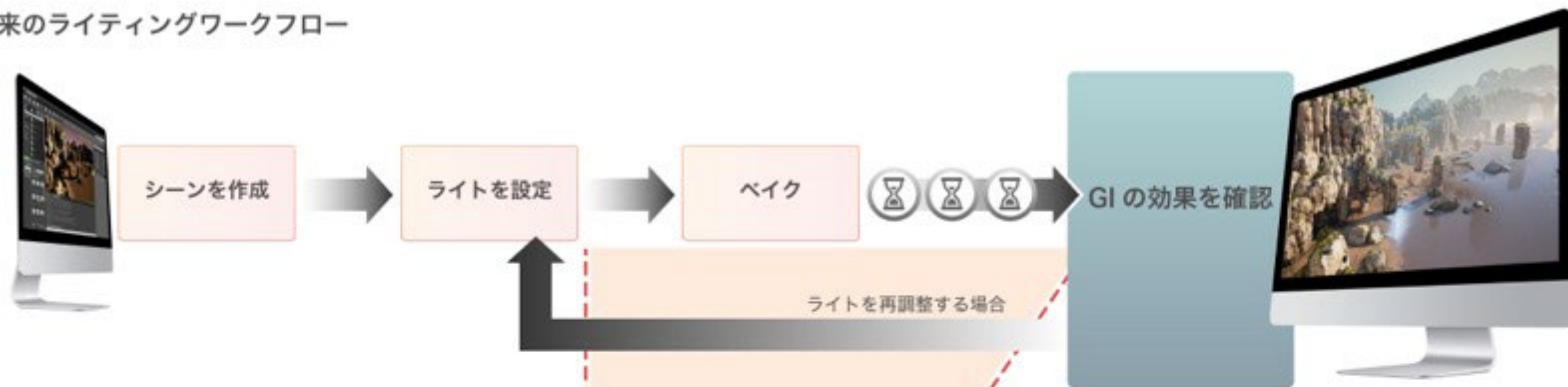 来のライティングワークフロー
シーンを作成
ライトを設定
ベイク
GI の効果を確認
ライトを再調整する場合